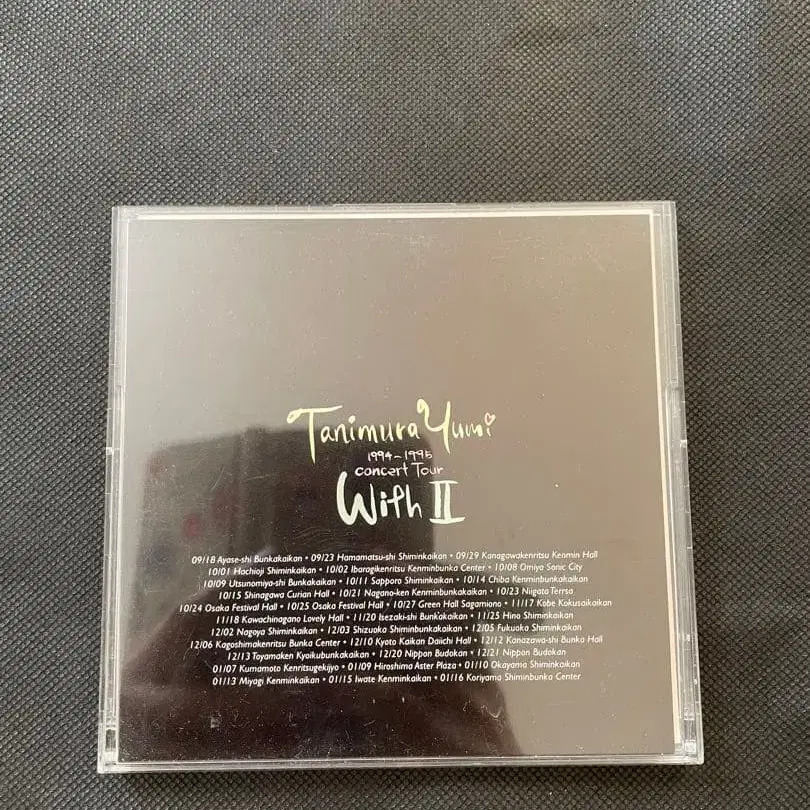 Tanimura Yumi
1994-1995
concert Tour
With II
09/18 Ayase-shi Bunkakaikan • 09/23 Hamamatsu-shi Shiminkaikan • 09/29 Kanagawakenritsu Kenmin Hall
10/01 Hachioji Shiminkaikan • 10/02 Ibaragikenritsu Kenminbunka Center • 10/08 Omiya Sonic City
10/09 Utsunomiya-shi Bunkakaikan • 10/11 Sapporo Shiminkaikan • 10/14 Chiba Kenminbunkakaikan
10/15 Shinagawa Curian Hall • 10/21 Nagano-ken Kenminbunkakaikan • 10/23 Niigata Terrsa
10/24 Osaka Festival Hall • 10/25 Osaka Festival Hall • 10/27 Green Hall Sagamiono • 11/17 Kobe Kokusaikaikan
11/18 Kawachinagano Lovely Hall • 11/20 Isezaki-shi Bunkakaikan • 11/25 Hino Shiminkaikan
12/02 Nagoya Shiminkaikan • 12/03 Shizuoka Shiminbunkakaikan • 12/05 Fukuoka Shiminkaikan
12/06 Kagoshimakenritsu Bunka Center • 12/10 Kyoto Kaikan Daiichi Hall • 12/12 Kanazawa-shi Bunka Hall
12/13 Toyamaken Kyoikubunkakaikan • 12/20 Nippon Budokan • 12/21 Nippon Budokan
01/07 Kumamoto Kenritsugekijyo • 01/09 Hiroshima Aster Plaza • 01/10 Okayama Shiminkaikan
01/13 Miyagi Kenminkaikan • 01/15 Iwate Kenminkaikan • 01/16 Koriyama Shiminbunka Center